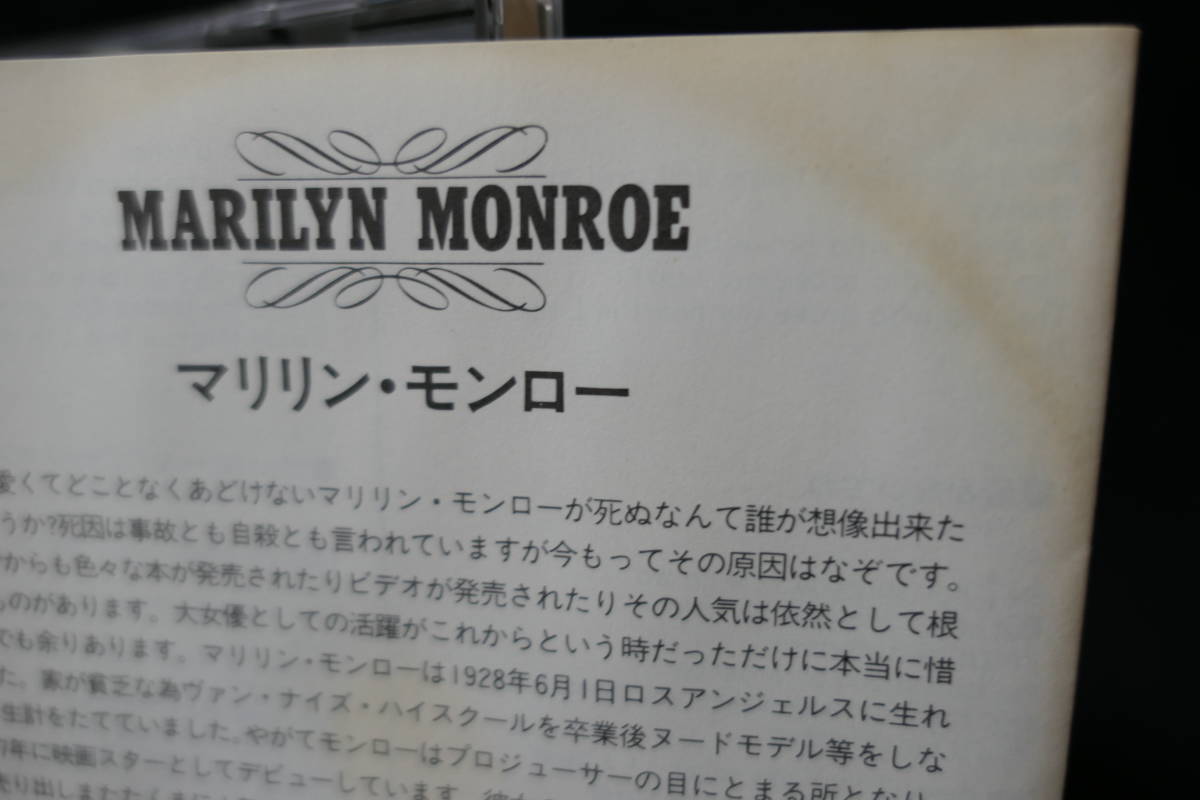 MARILYN MONROE
マリリン・モンロー
愛くてどことなくあどけないマリリン・モンローが死ぬなんて誰が想像出来た
うか?死因は事故とも自殺とも言われていますが今もってその原因はなぞです。
からも色々な本が発売されたりビデオが発売されたりその人気は依然として根
ものがあります。大女優としての活躍がこれからという時だっただけに本当に惜
でも余りあります。マリリン・モンローは1928年6月1日ロスアンジェルスに生れ
た。家が貧乏な為ヴァン・ナイズ・ハイスクールを卒業後ヌードモデル等をしな
生計をたてていました。やがてモンローはプロジューサーの目にとまる所となり
年に映画スターとしてデビューしています。
売り出しまたたくまに